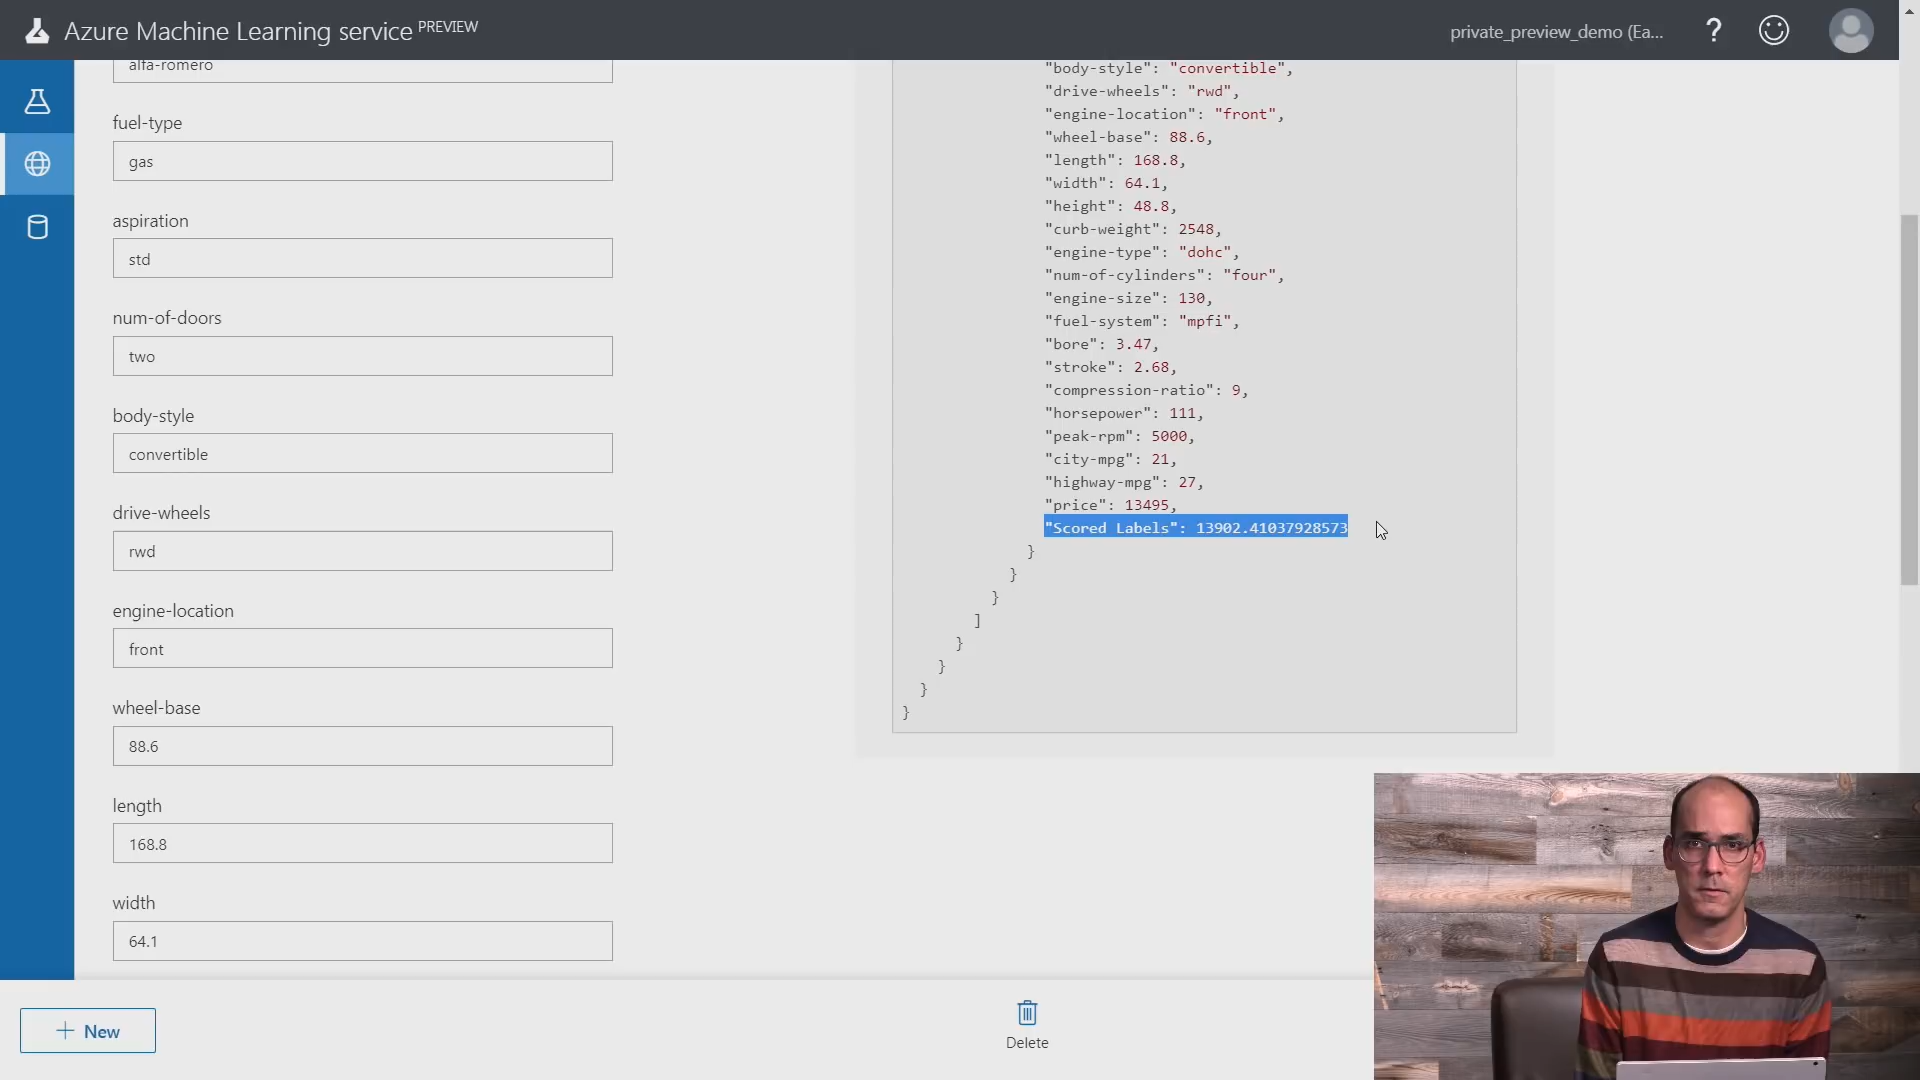 Azure Machine Learning service PREVIEW
private_preview_demo (Ea...
?
alfa-romero
fuel-type
gas
aspiration
std
num-of-doors
two
body-style
convertible
drive-wheels
rwd
engine-location
front
wheel-base
88.6
length
168.8
width
64.1
"body-style": "convertible",
"drive-wheels": "rwd",
"engine-location": "front",
"wheel-base": 88.6,
"length": 168.8,
"width": 64.1,
"height": 48.8,
"curb-weight": 2548,
"engine-type": "dohc",
"num-of-cylinders": "four",
"engine-size": 130,
"fuel-system": "mpfi",
"bore": 3.47,
"stroke": 2.68,
"compression-ratio": 9,
"horsepower": 111,
"peak-rpm": 5000,
"city-mpg": 21,
"highway-mpg": 27,
"price": 13495,
"Scored Labels": 13902.41037928573
}
}
}
]
}
}
}
}
+ New
Delete